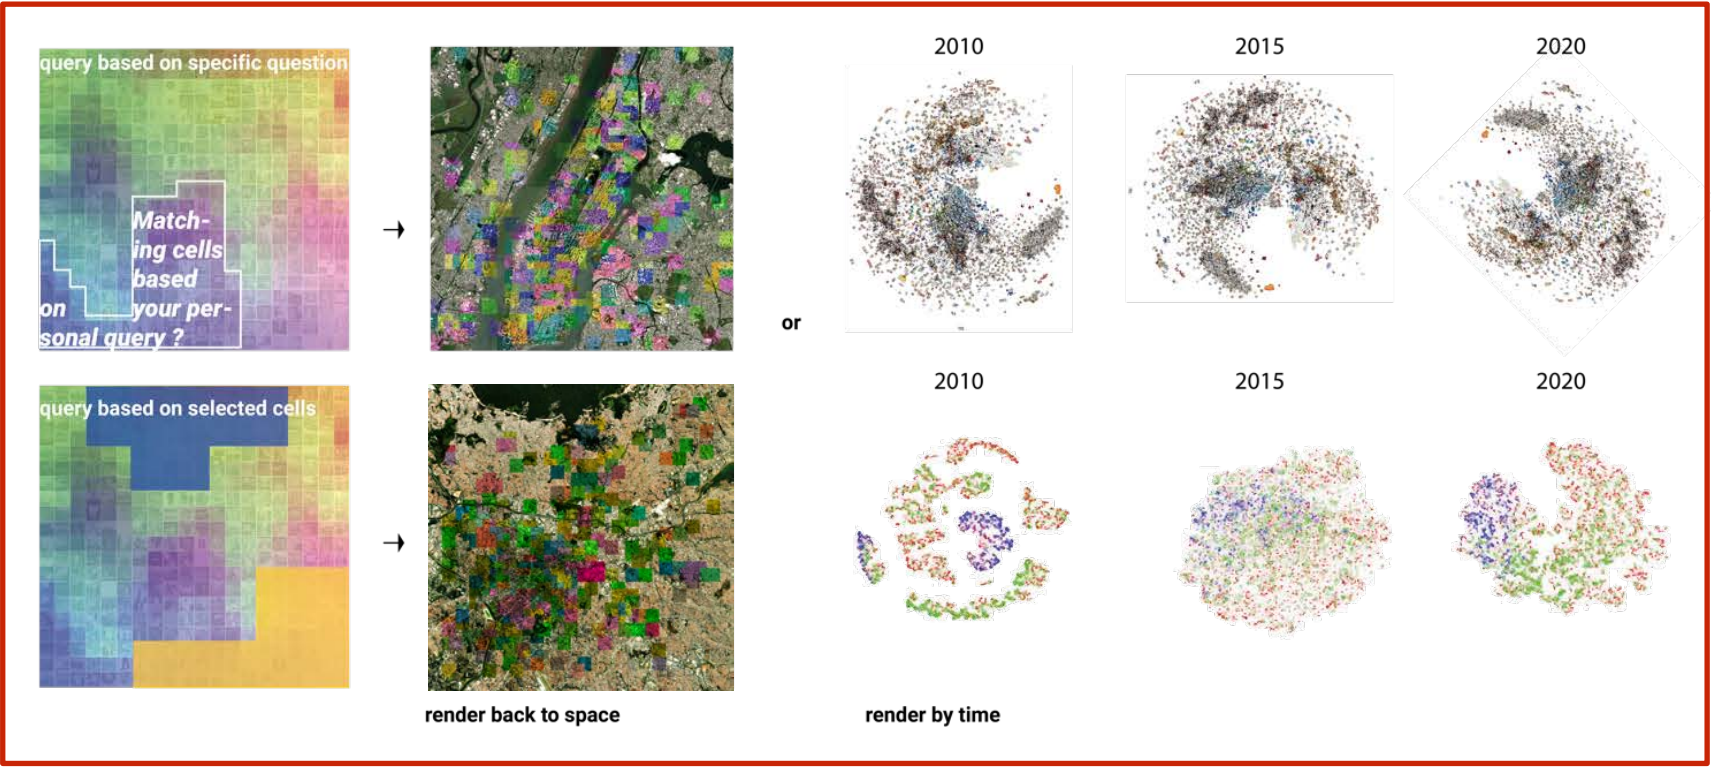 query based on specific question
Match-
ing cells
based
on your per-
sonal query ?
→
or
2010
2015
2020
query based on selected cells
→
2010
2015
2020
render back to space
render by time